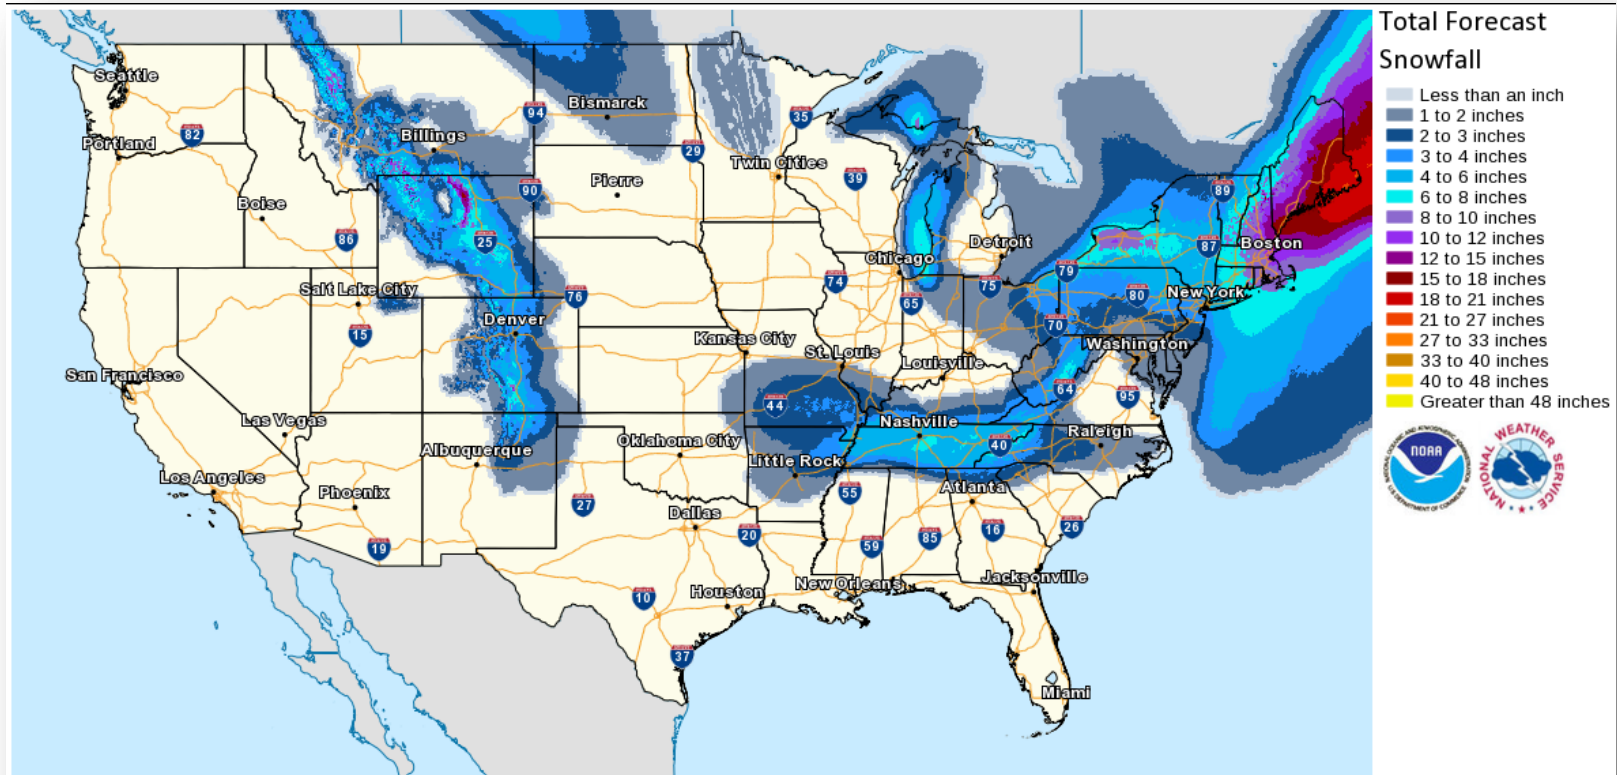 Total Forecast
Snowfall
Less than an inch
1 to 2 inches
2 to 3 inches
3 to 4 inches
4 to 6 inches
6 to 8 inches
8 to 10 inches
10 to 12 inches
12 to 15 inches
15 to 18 inches
18 to 21 inches
21 to 27 inches
27 to 33 inches
33 to 40 inches
40 to 48 inches
Greater than 48 inches
NOAA
NATIONAL WEATHER SERVICE
Seattle
82
Portland
Billings
94
Bismarck
35
29
Twin Cities
39
90
Pierre
Boise
86
25
89
87
Boston
Detroit
Chicago
79
Salt Lake City
76
74
65
75
80
New York
15
Denver
70
Kansas City
St. Louis
Louisville
Washington
San Francisco
44
64
95
Las Vegas
Nashville
Raleigh
Albuquerque
Oklahoma City
40
Little Rock
Los Angeles
Phoenix
27
55
Atlanta
Dallas
20
59
85
16
26
19
10
Houston
New Orleans
Jacksonville
37
Miami